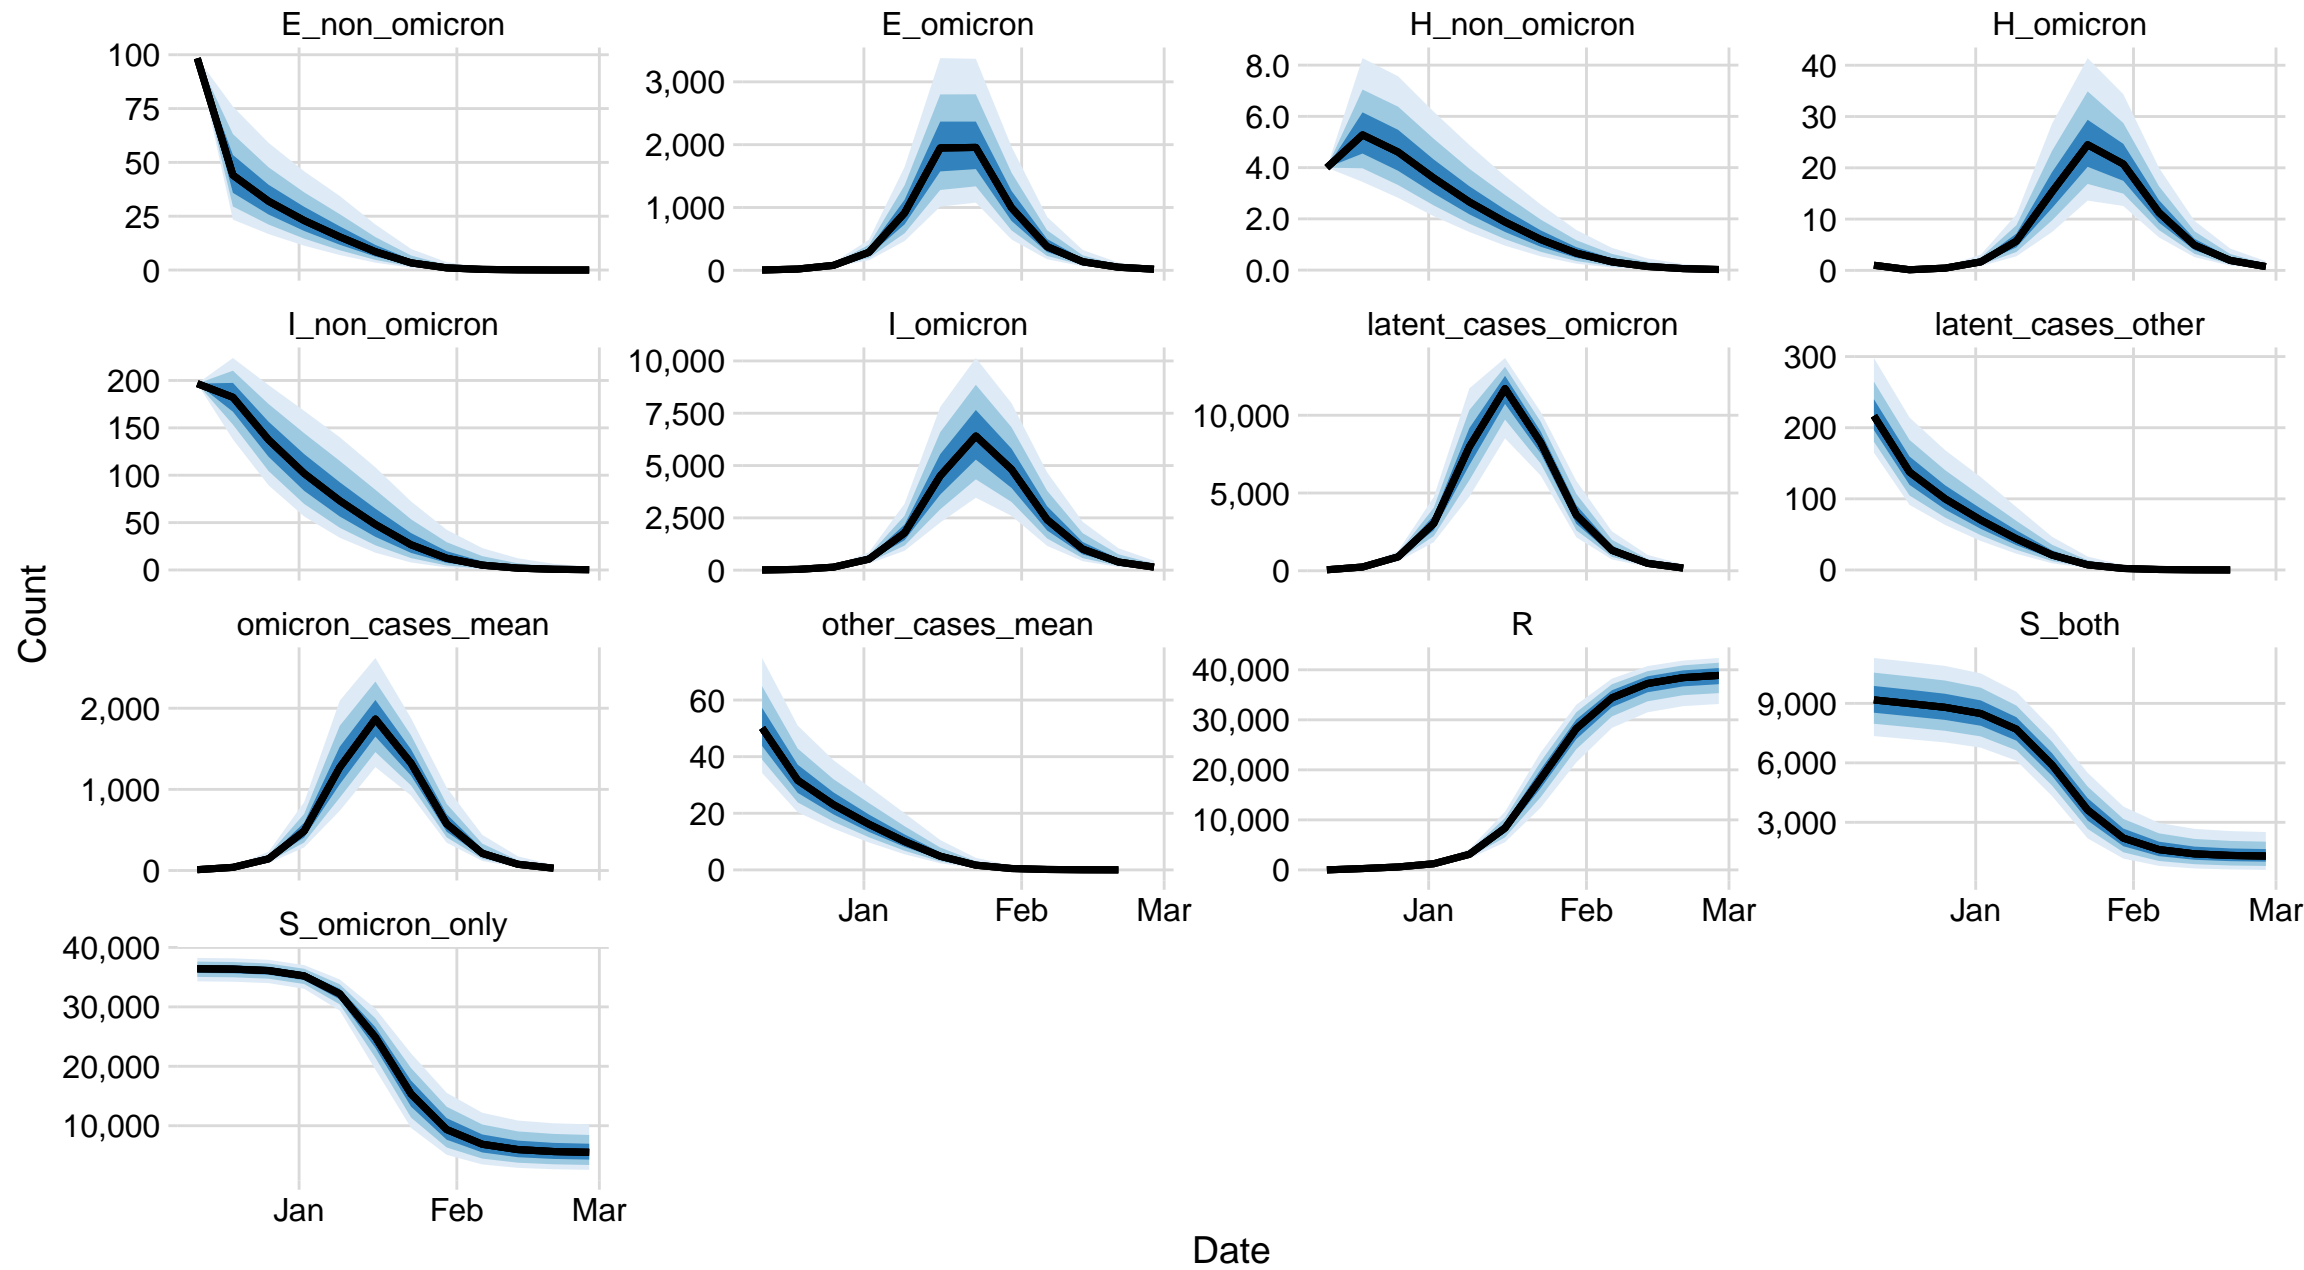 E_non_omicron
E_omicron
H_non_omicron
H_omicron
100
75
50
25
0
3,000
2,000
1,000
0
8.0
6.0
4.0
2.0
0.0
40
30
20
10
0
I_non_omicron
I_omicron
latent_cases_omicron
latent_cases_other
200
150
100
50
0
10,000
7,500
5,000
2,500
0
10,000
5,000
0
300
200
100
0
omicron_cases_mean
other_cases_mean
R
S_both
2,000
1,000
0
60
40
20
0
40,000
30,000
20,000
10,000
0
9,000
6,000
3,000
Jan Feb Mar
Jan Feb Mar
Jan Feb Mar
S_omicron_only
40,000
30,000
20,000
10,000
Jan Feb Mar
Count
Date